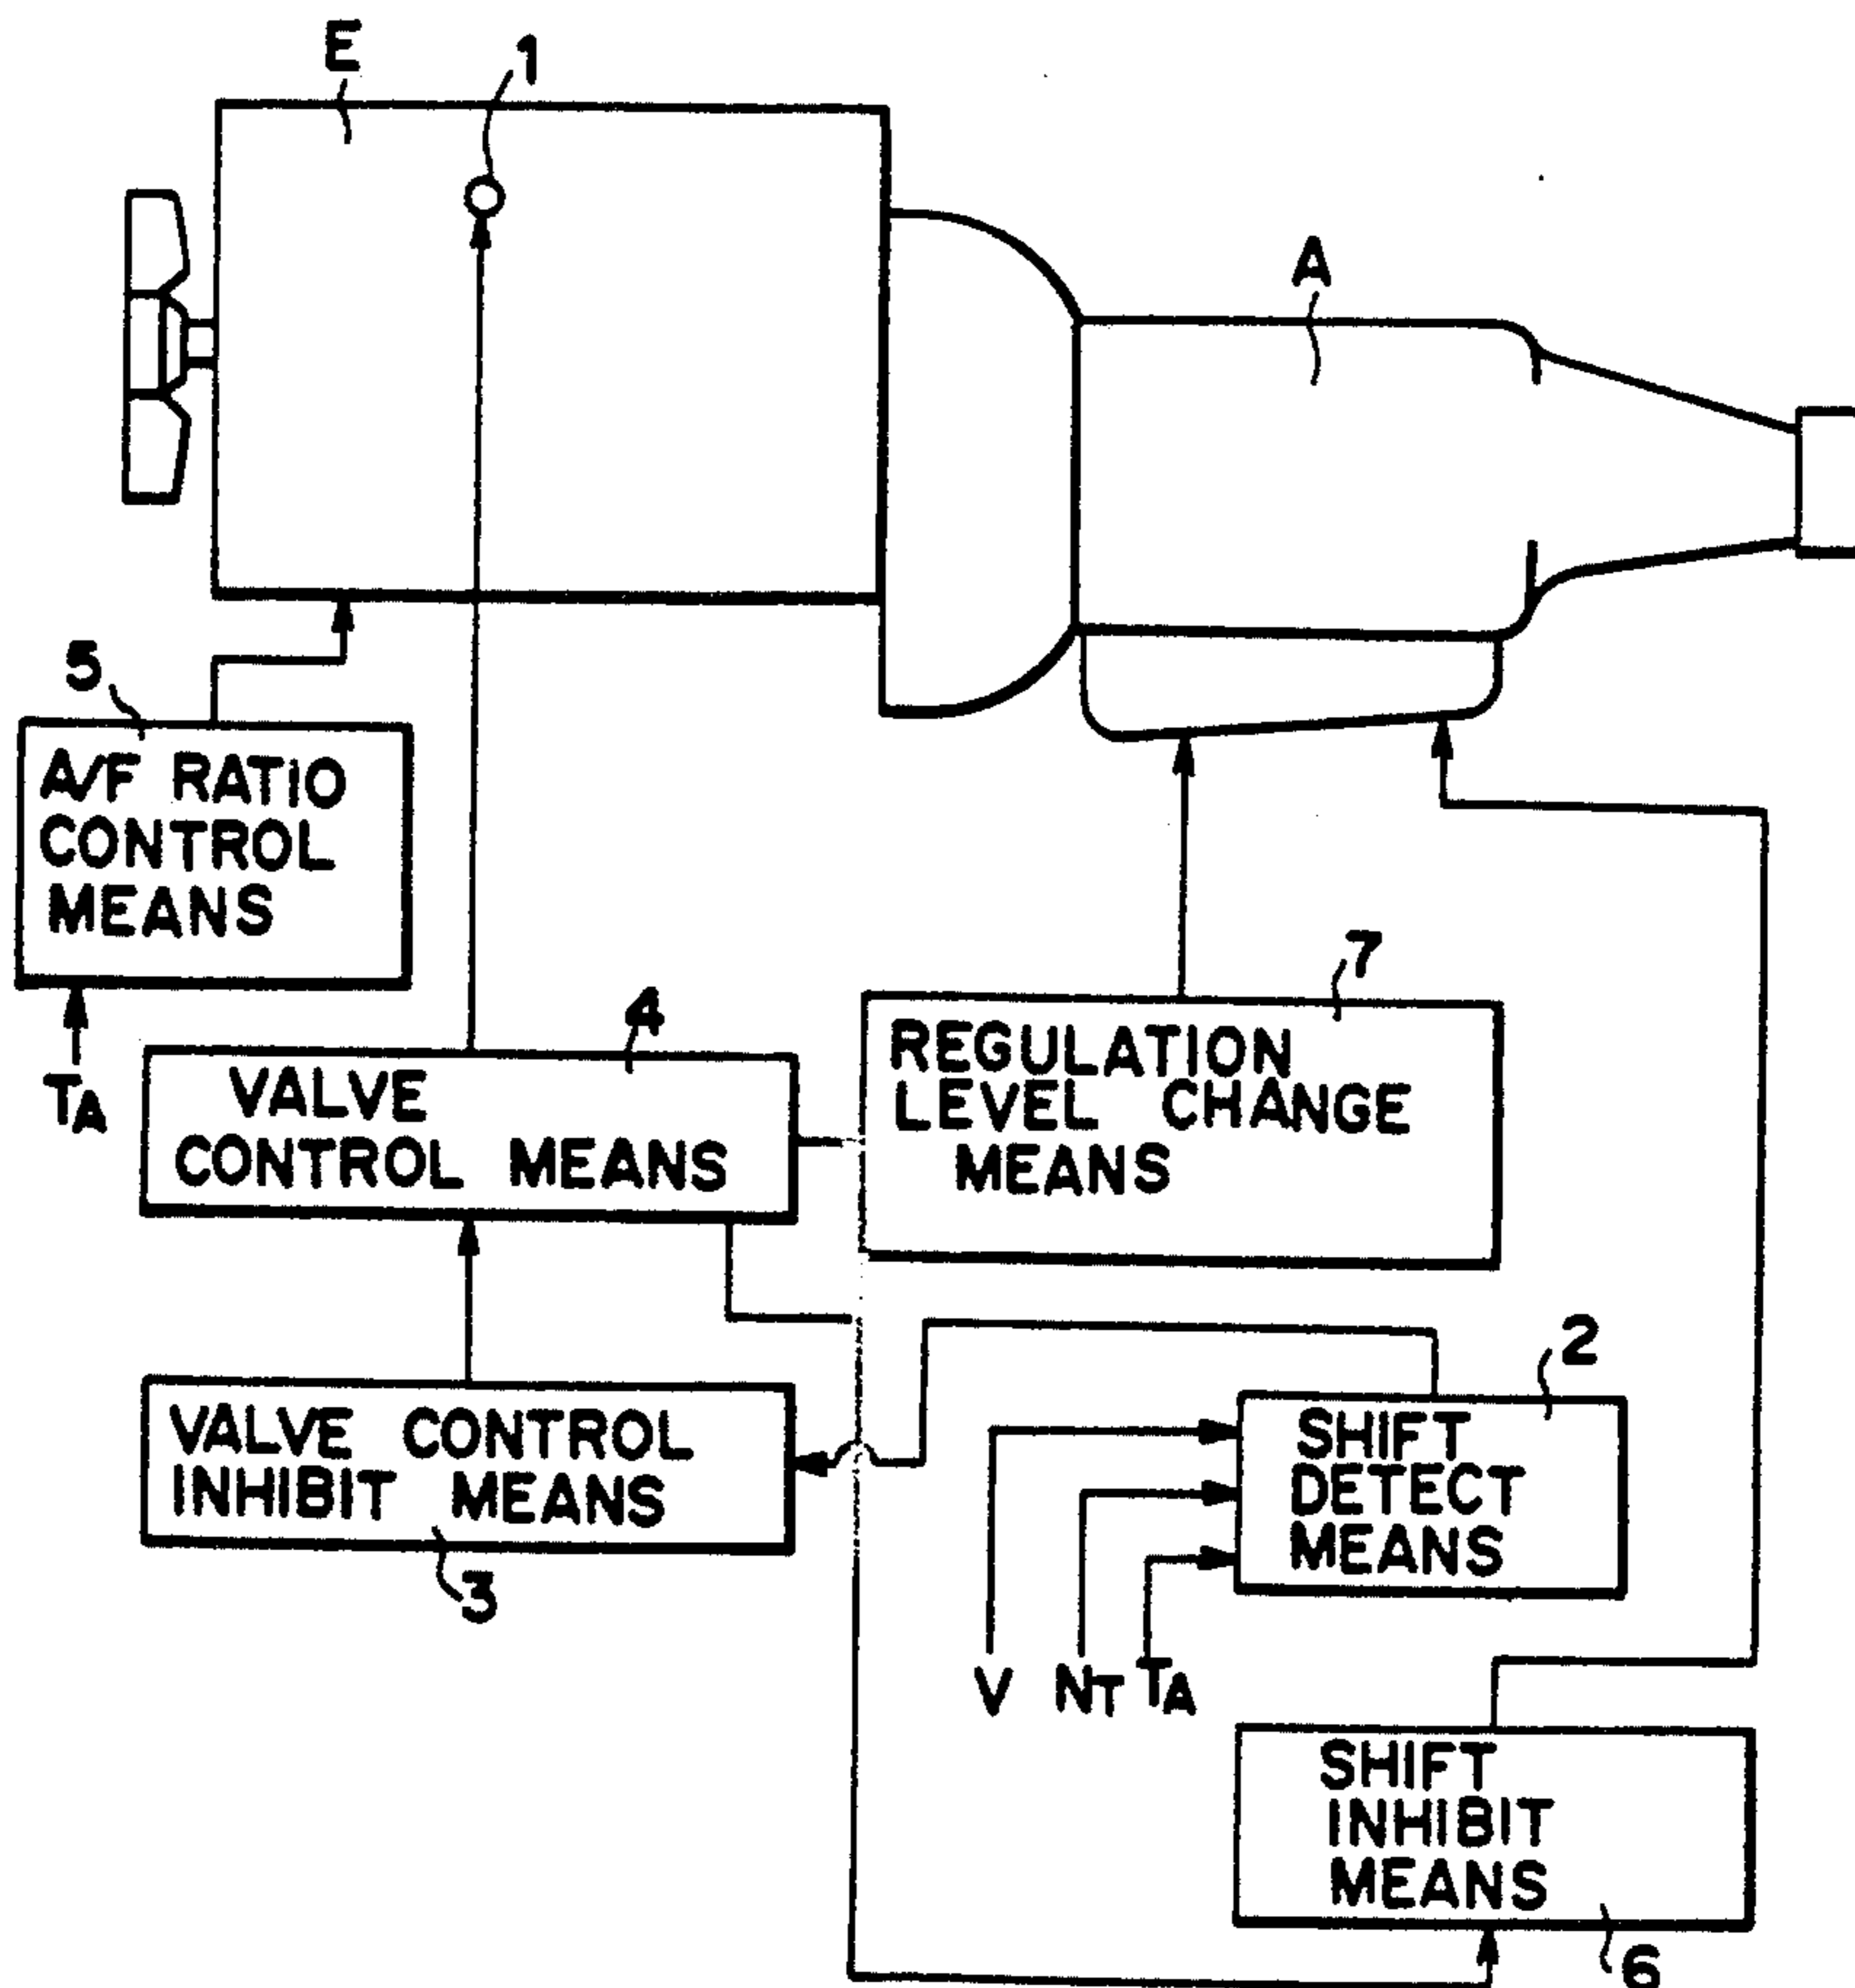 E
1
A
5
A/F RATIO
CONTROL
MEANS
TA
4
VALVE
CONTROL MEANS
7
REGULATION
LEVEL CHANGE
MEANS
2
SHIFT
DETECT
MEANS
VALVE CONTROL
INHIBIT MEANS
3
V NT TA
SHIFT
INHIBIT
MEANS
6